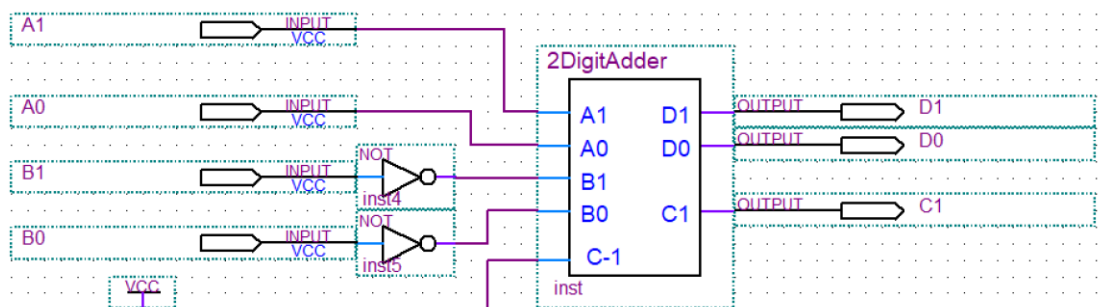 A1 INPUT VCC
2DigitAdder
A0 INPUT VCC
A1 D1 OUTPUT D1
A0 D0 OUTPUT D0
B1 INPUT VCC NOT inst4
B1
B0 C1 OUTPUT C1
B0 INPUT VCC NOT inst5
C-1
inst
VCC